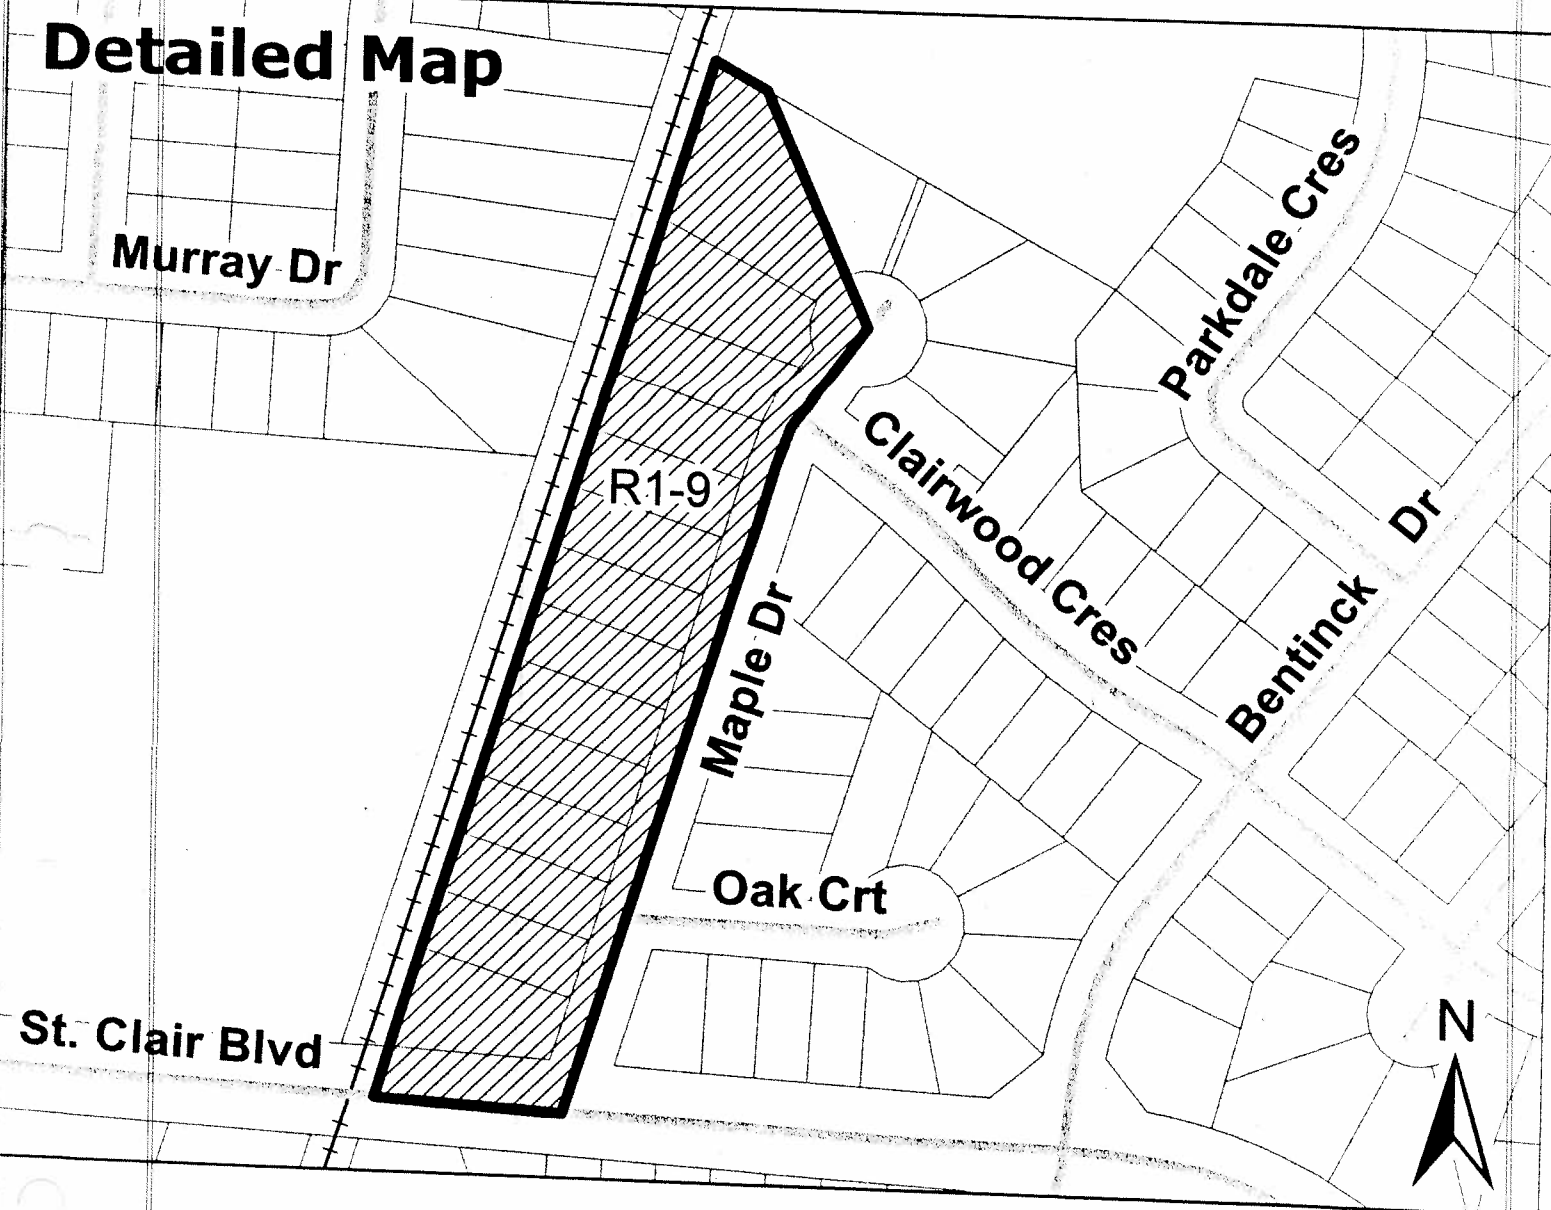 Detailed Map
Murray Dr
Parkdale Cres
R1-9
Clairwood Cres
Bentinck Dr
Maple Dr
Oak Crt
St. Clair Blvd
N